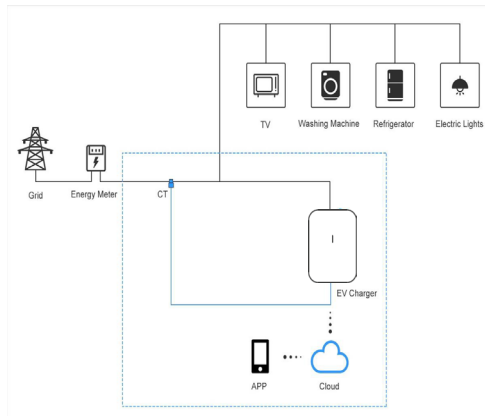 TV
Washing Machine
Refrigerator
Electric Lights
Grid
Energy Meter
CT
EV Charger
APP
Cloud